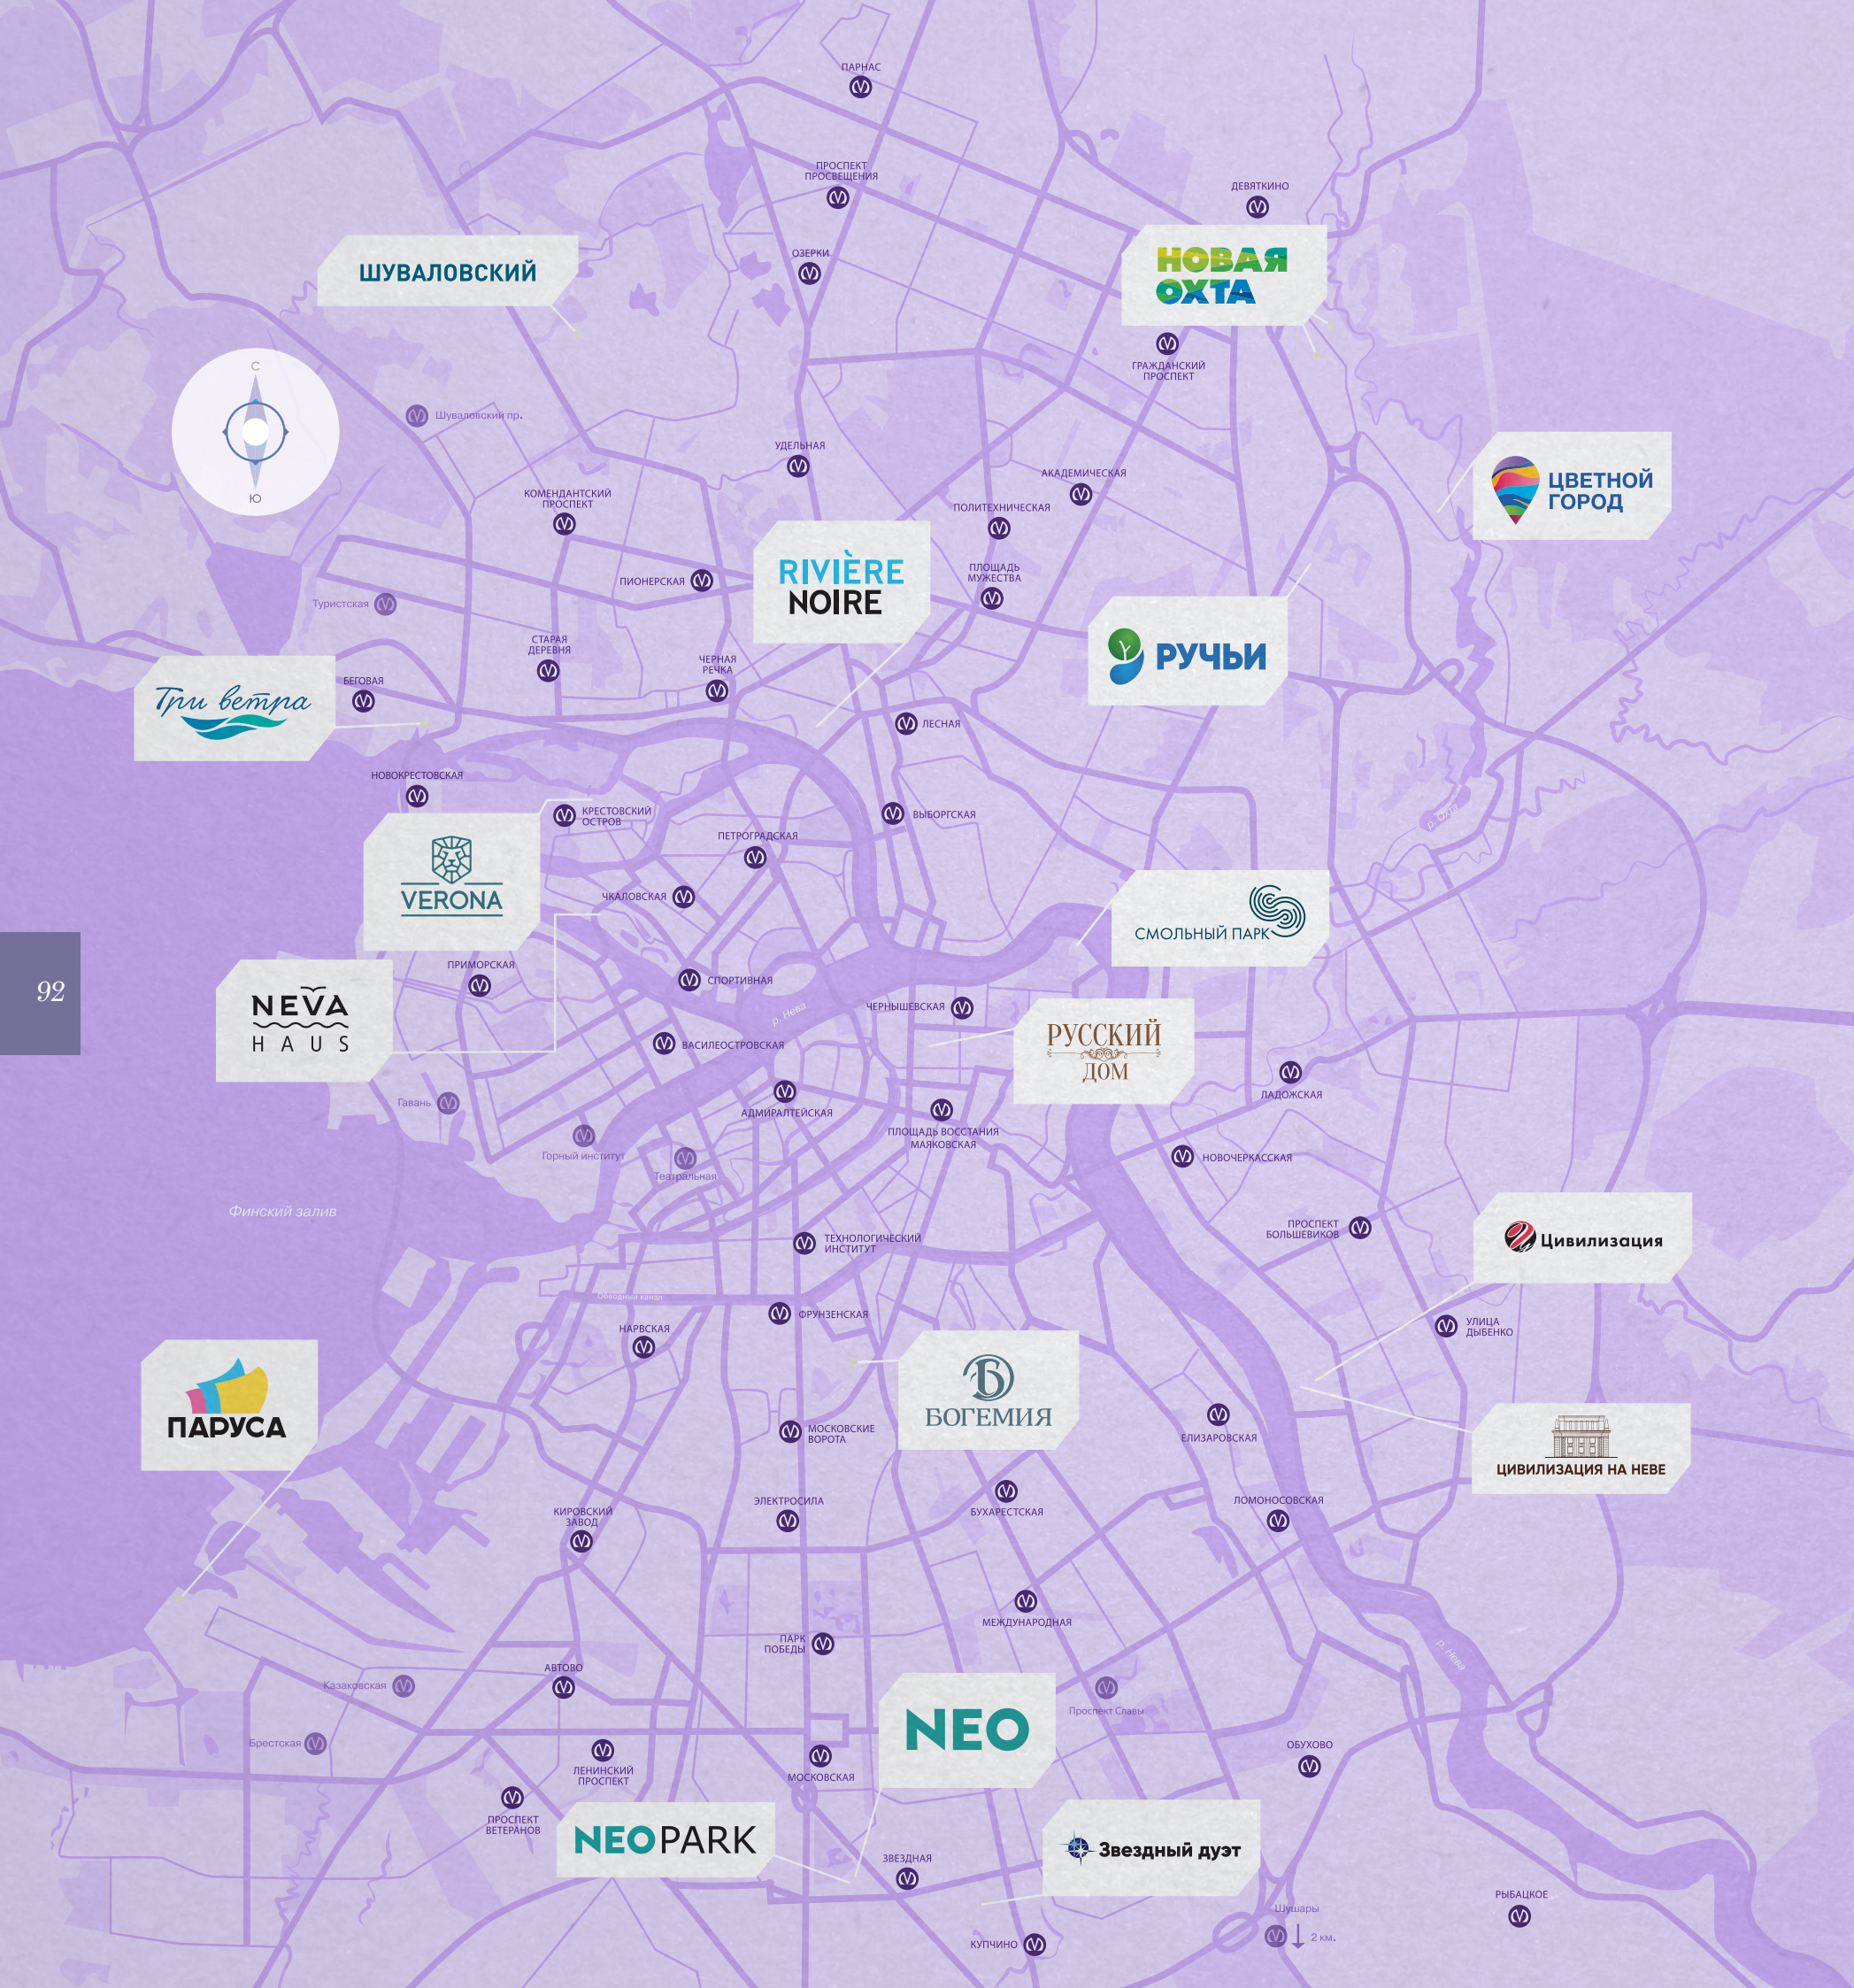 ПАРНАС
ПРОСПЕКТ
ПРОСВЕЩЕНИЯ
ДЕВЯТКИНО
ШУВАЛОВСКИЙ
ОЗЕРКИ
НОВАЯ
ОХТА
С
Ю
ГРАЖДАНСКИЙ
ПРОСПЕКТ
Шуваловский пр.
УДЕЛЬНАЯ
АКАДЕМИЧЕСКАЯ
ЦВЕТНОЙ
ГОРОД
КОМЕНДАНТСКИЙ
ПРОСПЕКТ
ПОЛИТЕХНИЧЕСКАЯ
RIVIÈRE
NOIRE
ПЛОЩАДЬ
МУЖЕСТВА
ПИОНЕРСКАЯ
Туристская
СТАРАЯ
ДЕРЕВНЯ
ЧЕРНАЯ
РЕЧКА
РУЧЬИ
Три ветра
БЕГОВАЯ
ЛЕСНАЯ
НОВОКРЕСТОВСКАЯ
КРЕСТОВСКИЙ
ОСТРОВ
ВЫБОРГСКАЯ
р. Охта
ПЕТРОГРАДСКАЯ
VERONA
ЧКАЛОВСКАЯ
СМОЛЬНЫЙ ПАРК
ПРИМОРСКАЯ
СПОРТИВНАЯ
92
NEVA
HAUS
ЧЕРНЫШЕВСКАЯ
р. Нева
РУССКИЙ
ДОМ
ВАСИЛЕОСТРОВСКАЯ
ЛАДОЖСКАЯ
Гавань
АДМИРАЛТЕЙСКАЯ
ПЛОЩАДЬ ВОССТАНИЯ
МАЯКОВСКАЯ
Горный институт
Театральная
НОВОЧЕРКАССКАЯ
Финский залив
ПРОСПЕКТ
БОЛЬШЕВИКОВ
Цивилизация
ТЕХНОЛОГИЧЕСКИЙ
ИНСТИТУТ
Обводный канал
ФРУНЗЕНСКАЯ
НАРВСКАЯ
УЛИЦА
ДЫБЕНКО
ПАРУСА
БОГЕМИЯ
МОСКОВСКИЕ
ВОРОТА
ЕЛИЗАРОВСКАЯ
ЦИВИЛИЗАЦИЯ НА НЕВЕ
ЭЛЕКТРОСИЛА
БУХАРЕСТСКАЯ
ЛОМОНОСОВСКАЯ
КИРОВСКИЙ
ЗАВОД
МЕЖДУНАРОДНАЯ
ПАРК
ПОБЕДЫ
р. Нева
АВТОВО
Казаковская
Проспект Славы
NEO
Брестская
ЛЕНИНСКИЙ
ПРОСПЕКТ
МОСКОВСКАЯ
ОБУХОВО
ПРОСПЕКТ
ВЕТЕРАНОВ
NEOPARK
Звездный дуэт
ЗВЕЗДНАЯ
РЫБАЦКОЕ
Шушары
2 км.
КУПЧИНО